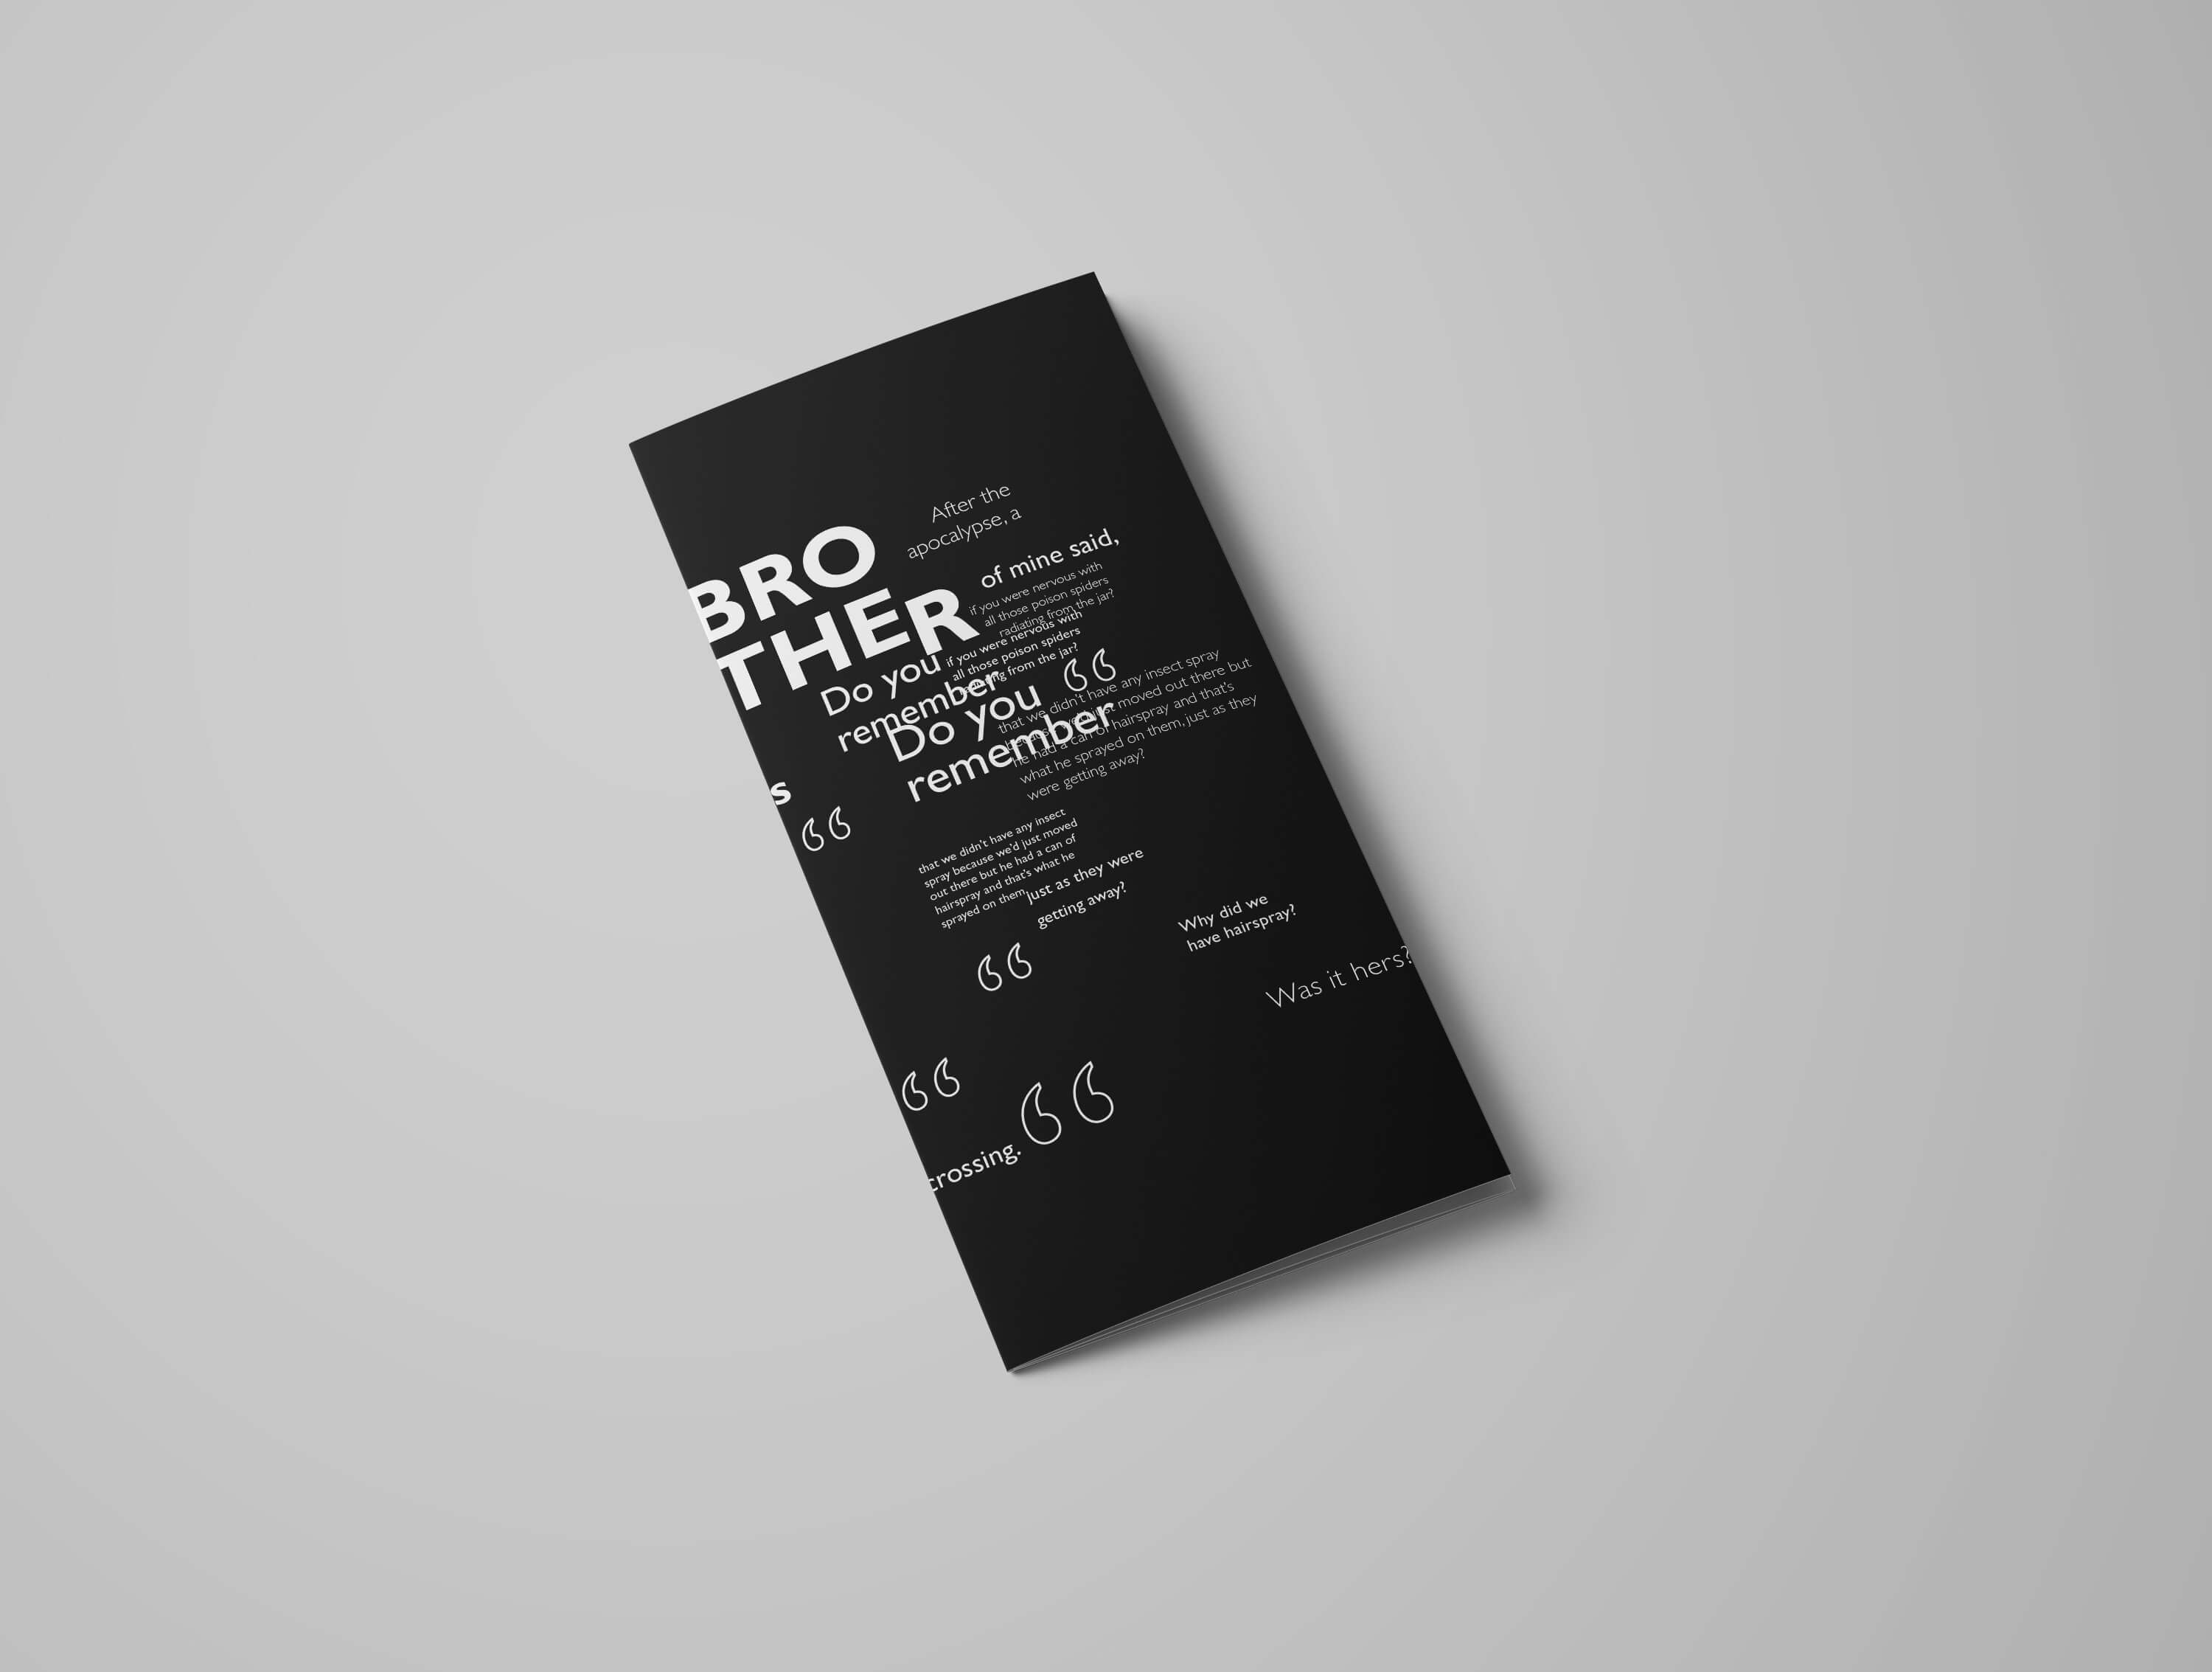 After the
apocalypse, a
BRO
THER
of mine said,
if you were nervous with
all those poison spiders
radiating from the jar?
Do you
remember
if you were nervous with
all those poison spiders
from the jar?
Do you
remember
“
that we didn't have any insect spray
just moved out there but
he had a can of hairspray and that's
what he sprayed on them, just as they
were getting away?
s
“
that we didn't have any insect
spray because we'd just moved
out there but he had a can of
hairspray and that's what he
sprayed on them,
Just as they were
getting away?
“
Why did we
have hairspray?
Was it hers?
“
crossing.
“